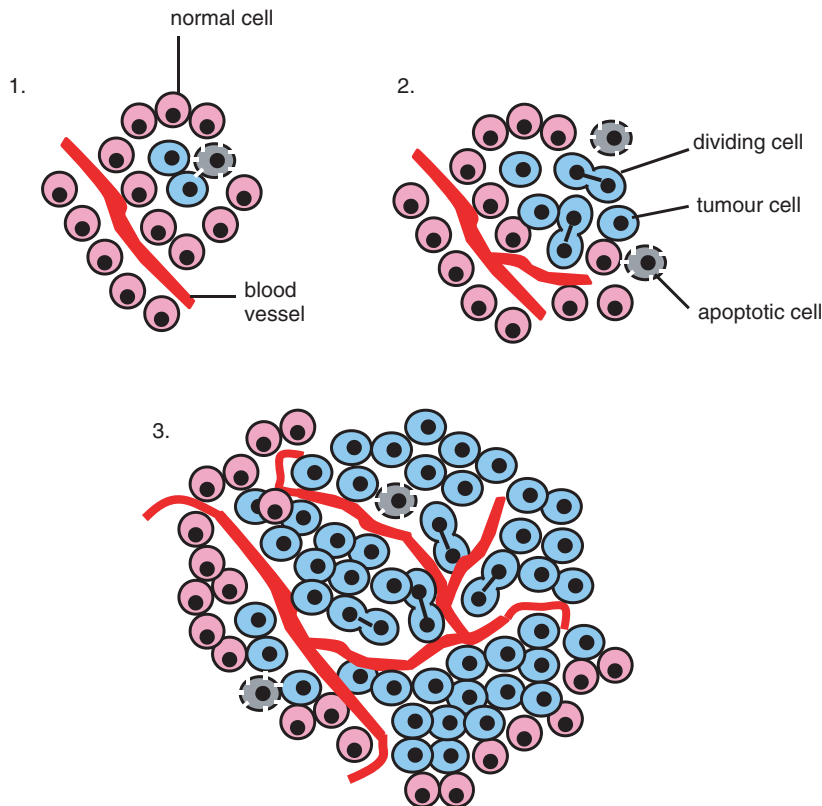 normal cell
1.
2.
dividing cell
tumour cell
blood
vessel
apoptotic cell
3.